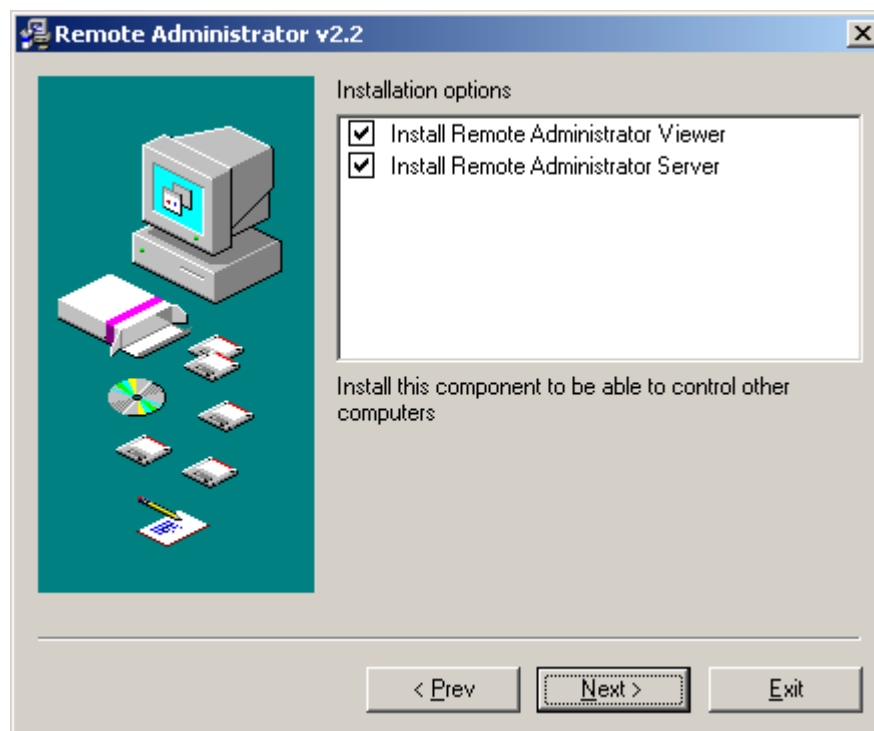 Remote Administrator v2.2
Installation options
Install Remote Administrator Viewer
Install Remote Administrator Server
Install this component to be able to control other
computers
< Prev
Next >
Exit